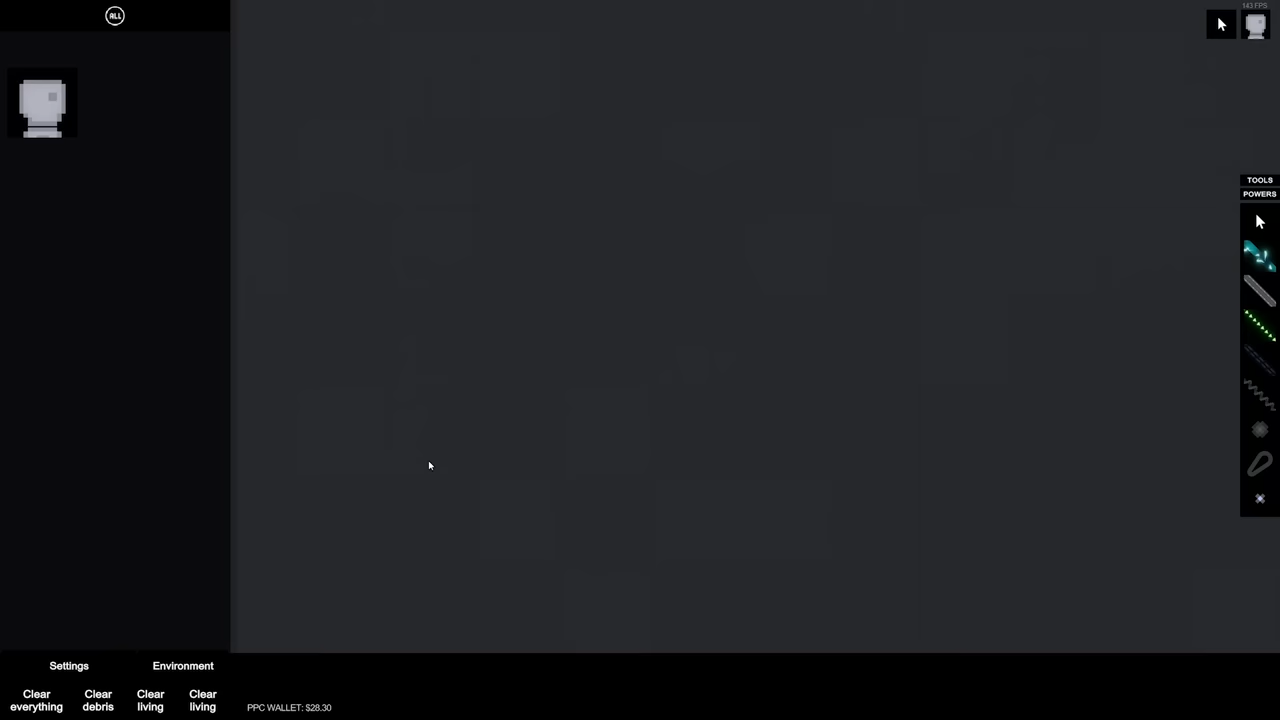 ALL
143 FPS
TOOLS
POWERS
Settings
Environment
Clear everything
Clear debris
Clear living
Clear living
PPC WALLET: $28.30